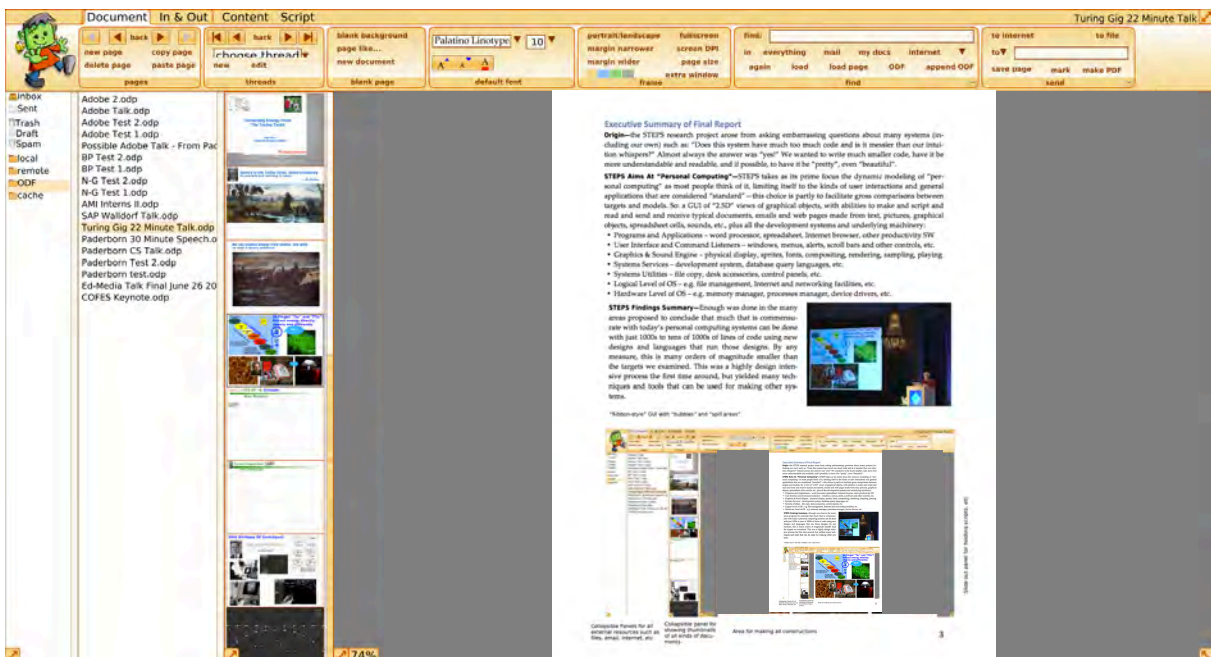 Document In & Out Content Script
Turing Gig 22 Minute Talk
back
new page copy page
delete page paste page
pages
back
choose thread
new edit
threads
blank background
page like...
new document
blank page
Palatino Linotype 10
A A A
default font
portrait/landscape fullscreen
margin narrower screen DPI
margin wider page size
extra window
frame
find:
in everything mail my docs internet
again load load page ODF append ODF
find
to internet to file
to
save page mark make PDF
send
inbox
Sent
Trash
Draft
Spam
local
remote
ODF
cache
Adobe 2.odp
Adobe Talk.odp
Adobe Test 2.odp
Adobe Test 1.odp
Possible Adobe Talk - From Pac
BP Test 2.odp
BP Test 1.odp
N-G Test 2.odp
N-G Test 1.odp
AMI Interns II.odp
SAP Walldorf Talk.odp
Turing Gig 22 Minute Talk.odp
Paderborn 30 Minute Speech.o
Paderborn CS Talk.odp
Paderborn Test 2.odp
Paderborn test.odp
Ed-Media Talk Final June 26 20
COFES Keynote.odp
Executive Summary of Final Report
Origin—the STEPS research project arose from asking embarrassing questions about many systems (in-
cluding our own) such as: "Does this system have much too much code and is it messier than our intui-
tion whispers?" Almost always the answer was "yes!" We wanted to write much smaller code, have it be
more understandable and readable, and if possible, to have it be "pretty", even "beautiful".
STEPS Aims At "Personal Computing"—STEPS takes as its prime focus the dynamic modeling of "per-
sonal computing" as most people think of it, limiting itself to the kinds of user interactions and general
applications that are considered "standard" – this choice is partly to facilitate gross comparisons between
targets and models. So: a GUI of "2.5D" views of graphical objects, with abilities to make and script and
read and send and receive typical documents, emails and web pages made from text, pictures, graphical
objects, spreadsheet cells, sounds, etc., plus all the development systems and underlying machinery:
• Programs and Applications – word processor, spreadsheet, Internet browser, other productivity SW
• User Interface and Command Listeners – windows, menus, alerts, scroll bars and other controls, etc.
• Graphics & Sound Engine – physical display, sprites, fonts, compositing, rendering, sampling, playing
• Systems Services – development system, database query languages, etc.
• Systems Utilities – file copy, desk accessories, control panels, etc.
• Logical Level of OS – e.g. file management, Internet and networking facilities, etc.
• Hardware Level of OS – e.g. memory manager, processes manager, device drivers, etc.
STEPS Findings Summary—Enough was done in the many
areas proposed to conclude that much that is commensu-
rate with today's personal computing systems can be done
with just 1000s to tens of 1000s of lines of code using new
designs and languages that run those designs. By any
measure, this is many orders of magnitude smaller than
the targets we examined. This was a highly design inten-
sive process the first time around, but yielded many tech-
niques and tools that can be used for making other sys-
tems.
"Ribbon-style" GUI with "bubbles" and "spill areas"
Slide out panel for holding scripts, etc
Collapsible Panels for all
external resources such as
files, email, internet, etc
Collapsible panel for
showing thumbnails
of all kinds of docu-
ments
Area for making all constructions
3
74%